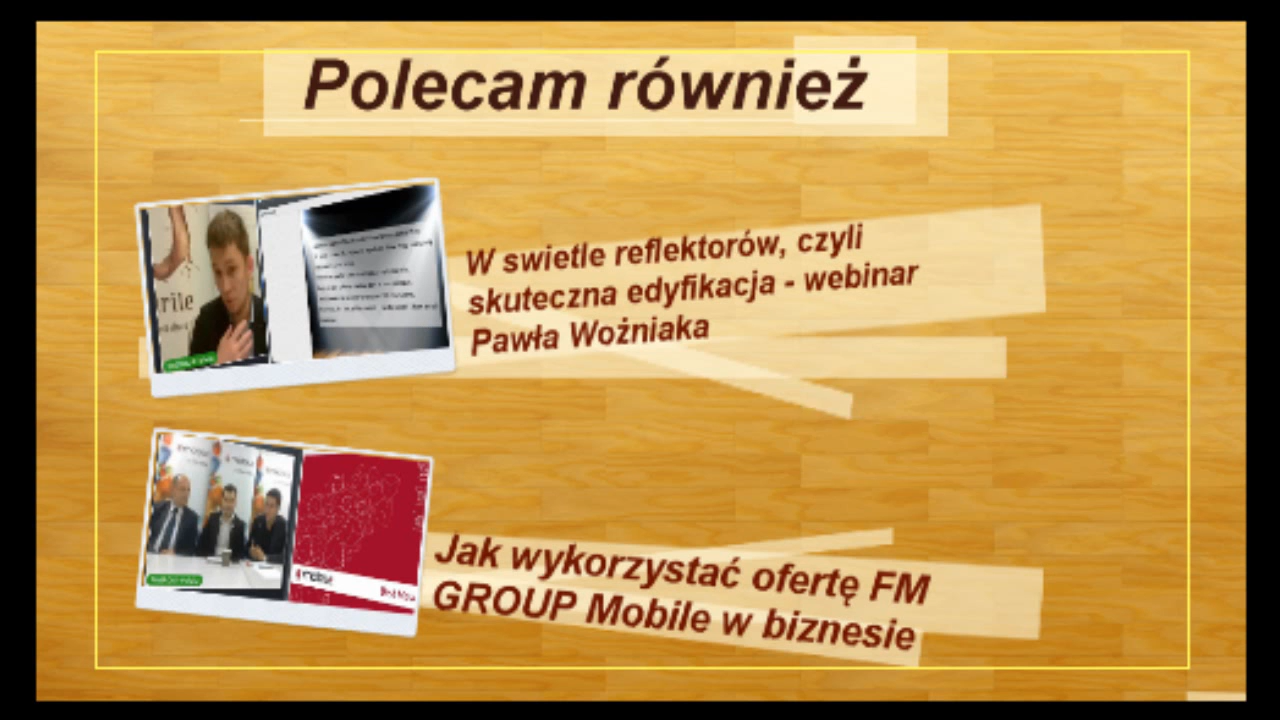 Polecam również
W swietle reflektorów, czyli
skuteczna edyfikacja - webinar
Pawła Woźniaka
Jak wykorzystać ofertę FM
GROUP Mobile w biznesie